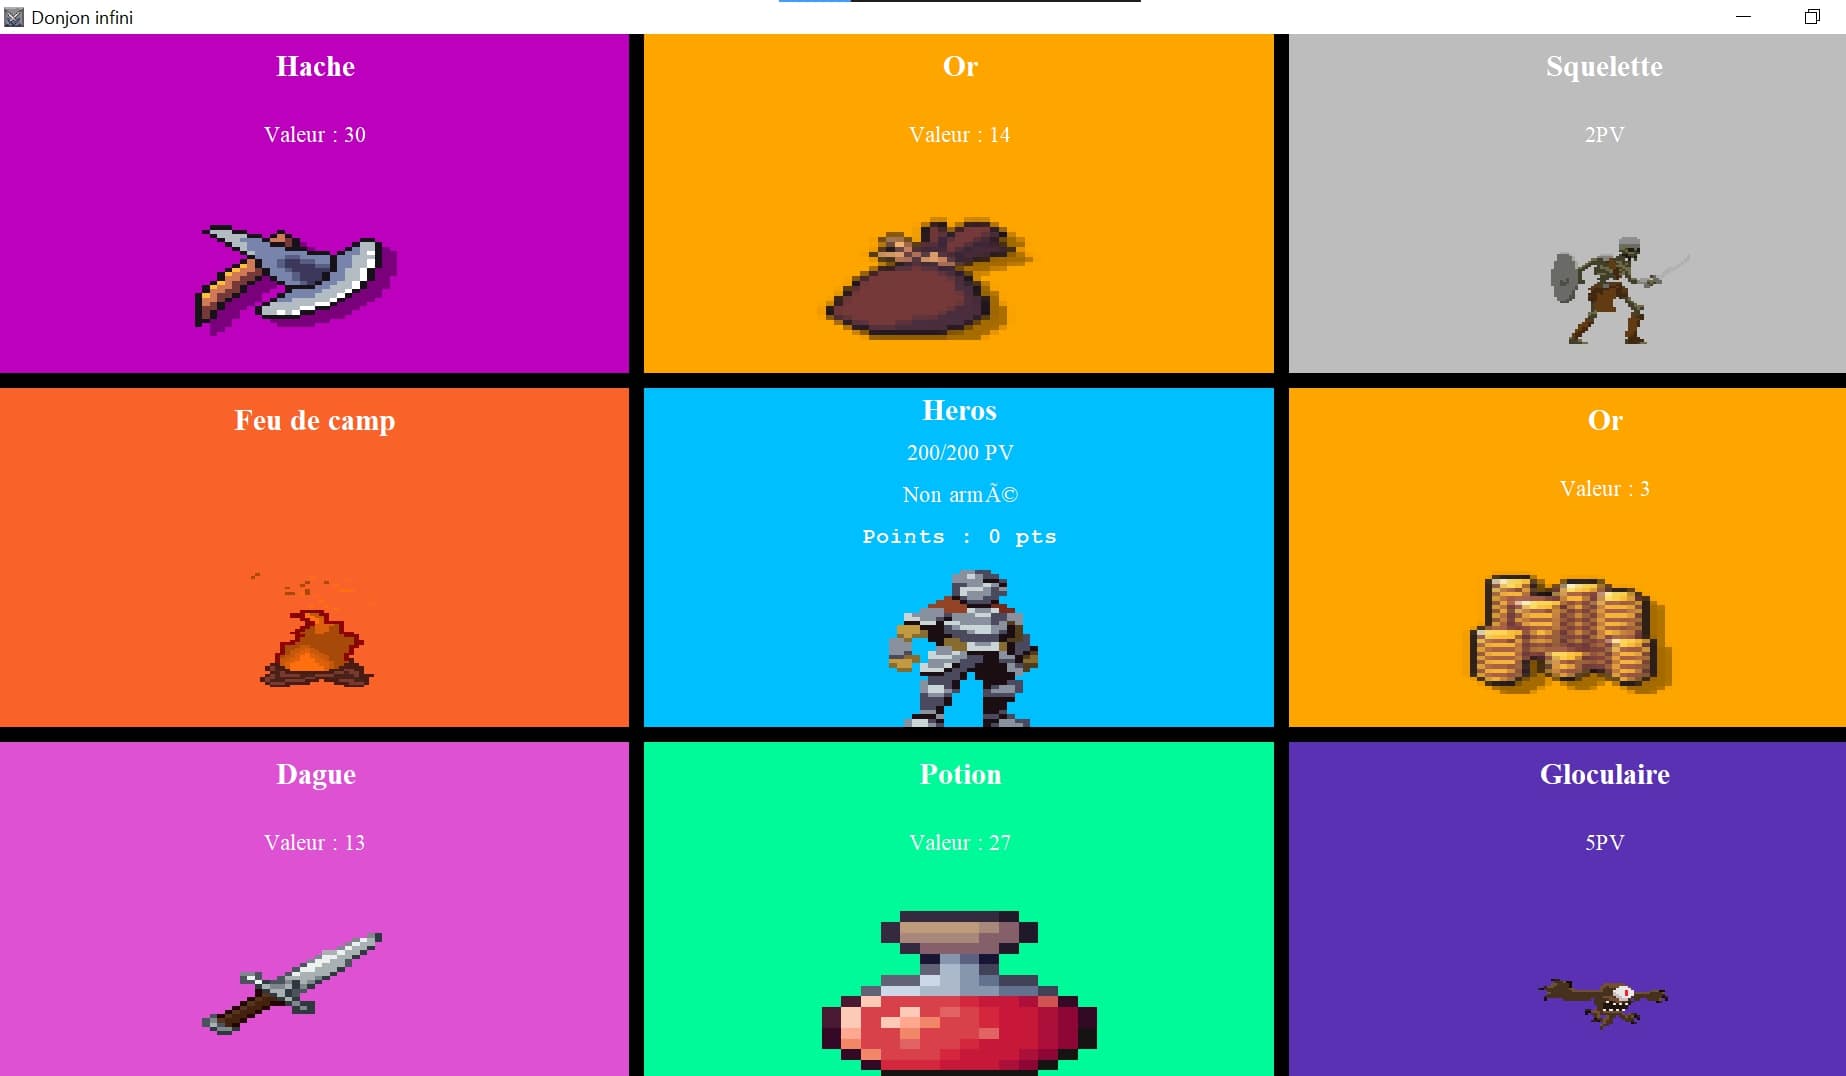 Donjon infini
Hache
Valeur : 30
Or
Valeur : 14
Squelette
2PV
Feu de camp
Heros
200/200 PV
Non armÃ©
Points : 0 pts
Or
Valeur : 3
Dague
Valeur : 13
Potion
Valeur : 27
Gloculaire
5PV